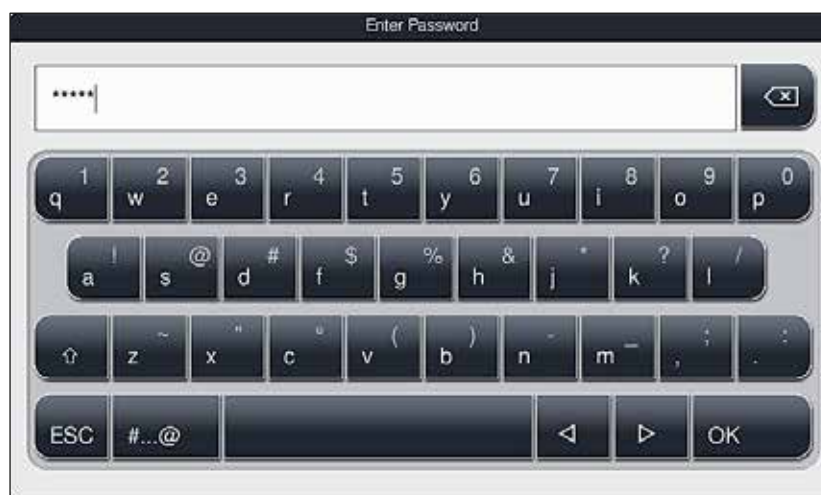 Enter Password
*****
1 2 3 4 5 6 7 8 9 0
q w e r t y u i o p
! @ # $ % & * ? /
a s d f g h j k l
~ " º ( ) - _ ; :
z x c v b n m , .
ESC #...@ OK